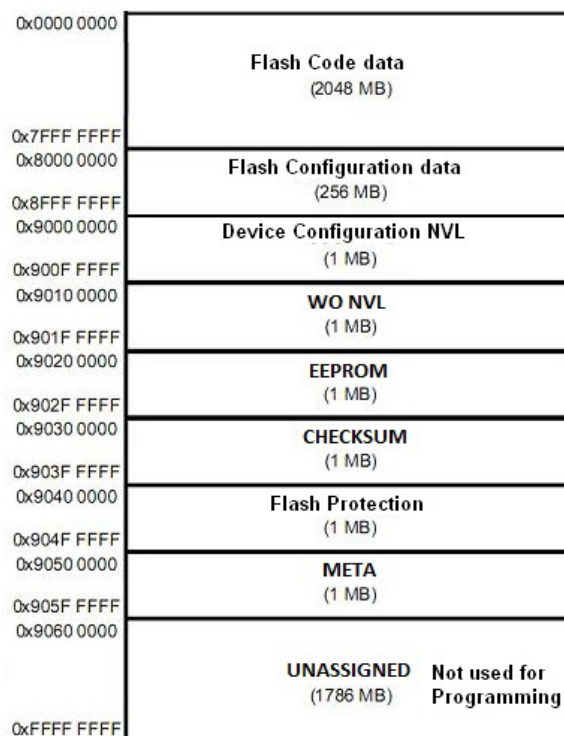 0x0000 0000
Flash Code data
(2048 MB)
0x7FFF FFFF
0x8000 0000
Flash Configuration data
(256 MB)
0x8FFF FFFF
0x9000 0000
Device Configuration NVL
(1 MB)
0x900F FFFF
0x9010 0000
WO NVL
(1 MB)
0x901F FFFF
0x9020 0000
EEPROM
(1 MB)
0x902F FFFF
0x9030 0000
CHECKSUM
(1 MB)
0x903F FFFF
0x9040 0000
Flash Protection
(1 MB)
0x904F FFFF
0x9050 0000
META
(1 MB)
0x905F FFFF
0x9060 0000
UNASSIGNED Not used for
(1786 MB) Programming
0xFFFF FFFF